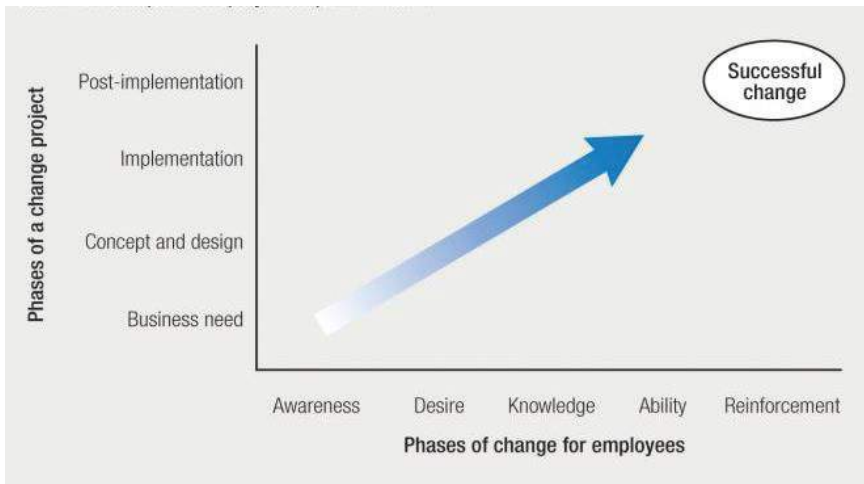 Post-implementation
Implementation
Concept and design
Business need
Phases of a change project
Successful
change
Awareness Desire Knowledge Ability Reinforcement
Phases of change for employees